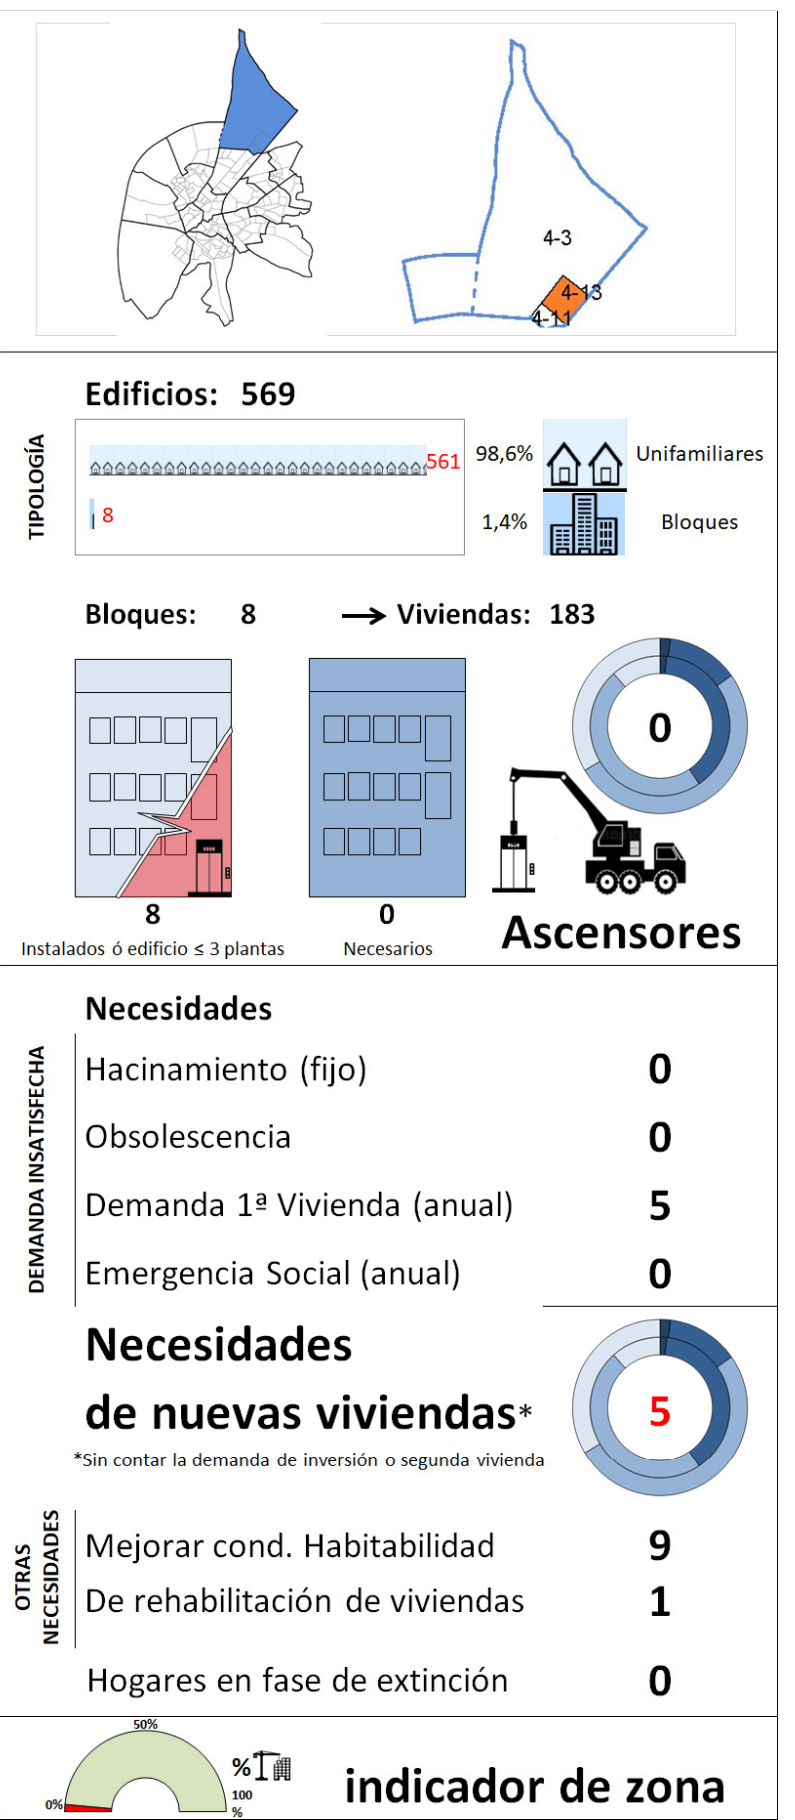 4-3
4-13
4-11
Edificios: 569
TIPOLOGÍA
561 98,6% Unifamiliares
8 1,4% Bloques
Bloques: 8 → Viviendas: 183
0
8 0
Instalados ó edificio ≤ 3 plantas Necesarios
Ascensores
DEMANDA INSATISFECHA
Necesidades
Hacinamiento (fijo) 0
Obsolescencia 0
Demanda 1ª Vivienda (anual) 5
Emergencia Social (anual) 0
Necesidades
de nuevas viviendas* 5
*Sin contar la demanda de inversión o segunda vivienda
OTRAS
NECESIDADES
Mejorar cond. Habitabilidad 9
De rehabilitación de viviendas 1
Hogares en fase de extinción 0
50%
%
0% 100
%
indicador de zona